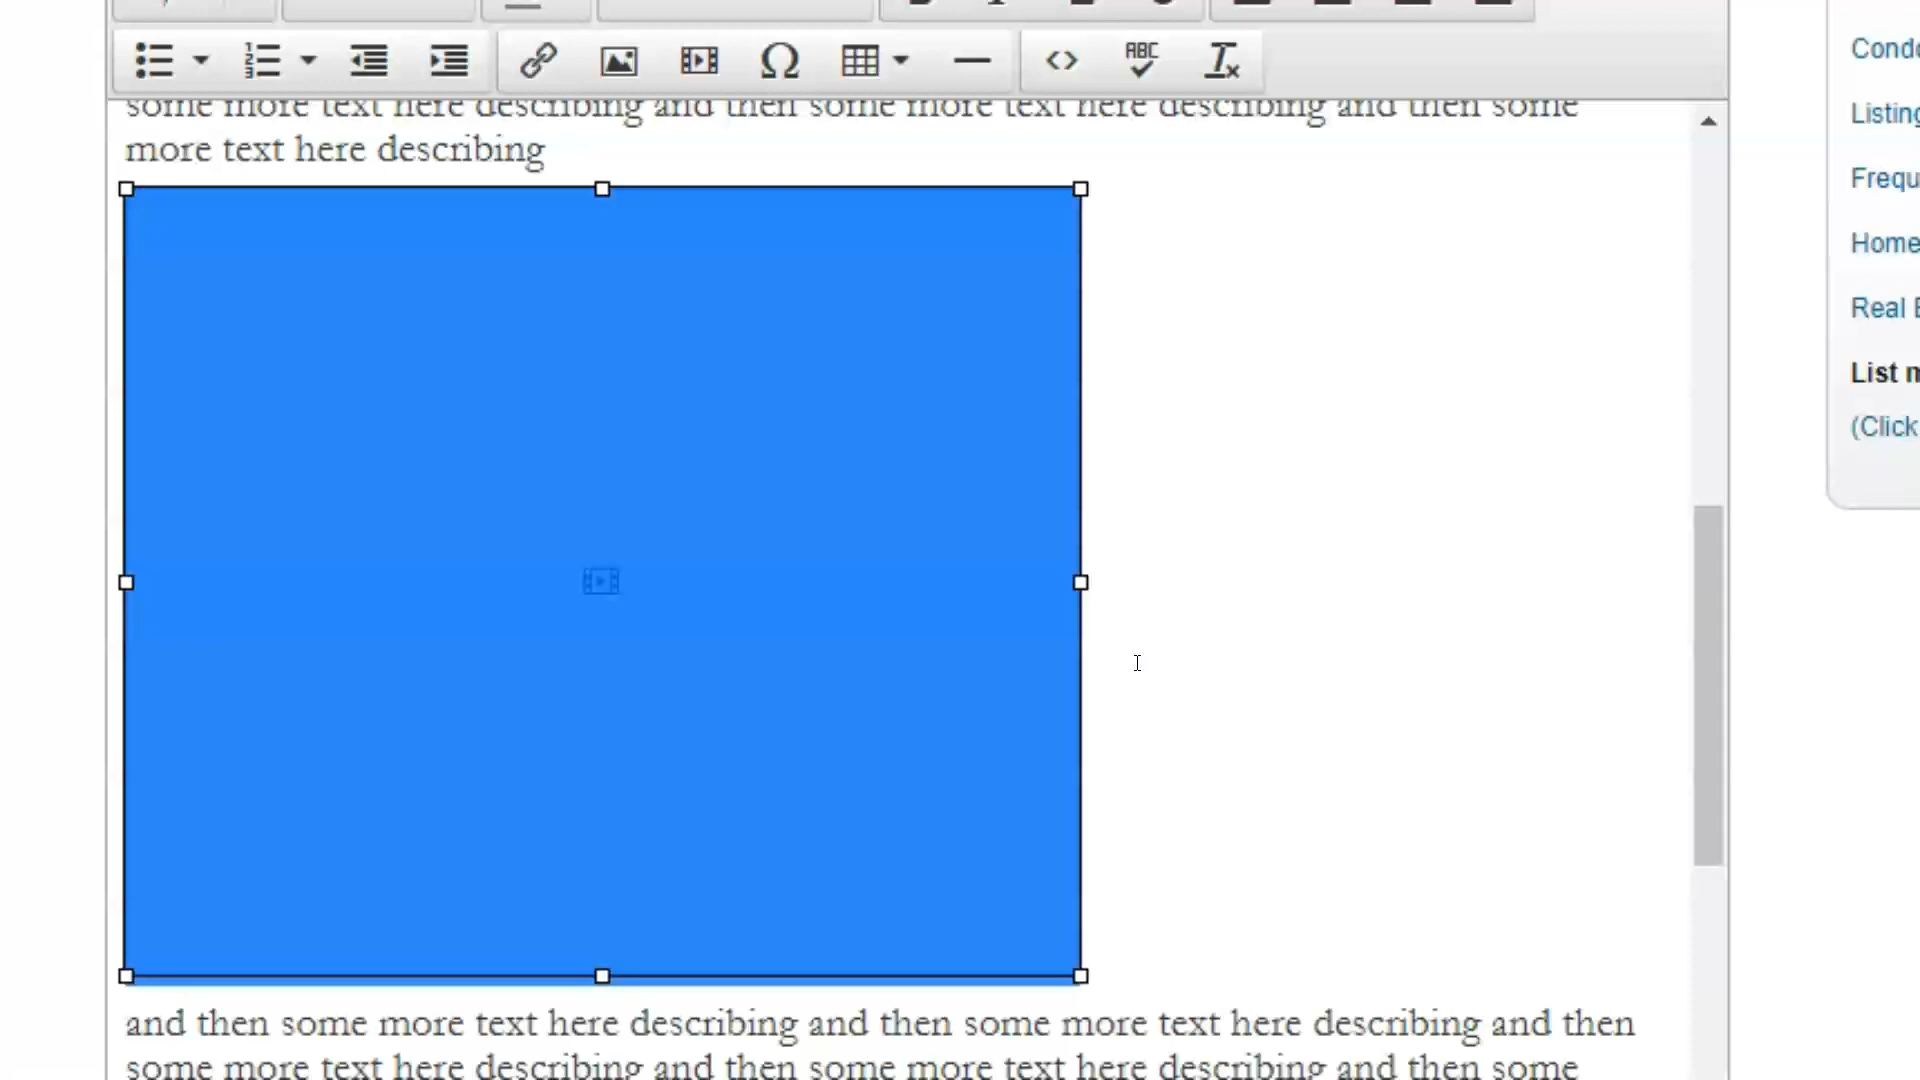 ABC
Condo
Listing
some more text here describing and then some more text here describing and then some
more text here describing
Frequ
Home
Real E
List m
(Click
and then some more text here describing and then some more text here describing and then
some more text here describing and then some more text here describing and then some